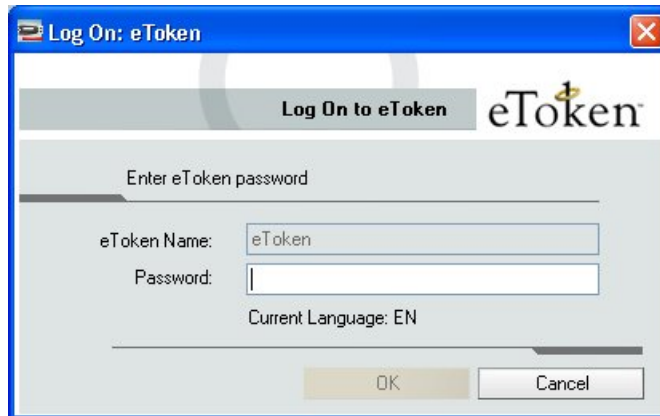 Log On: eToken
Log On to eToken
eToken
Enter eToken password
eToken Name: eToken
Password:
Current Language: EN
OK Cancel